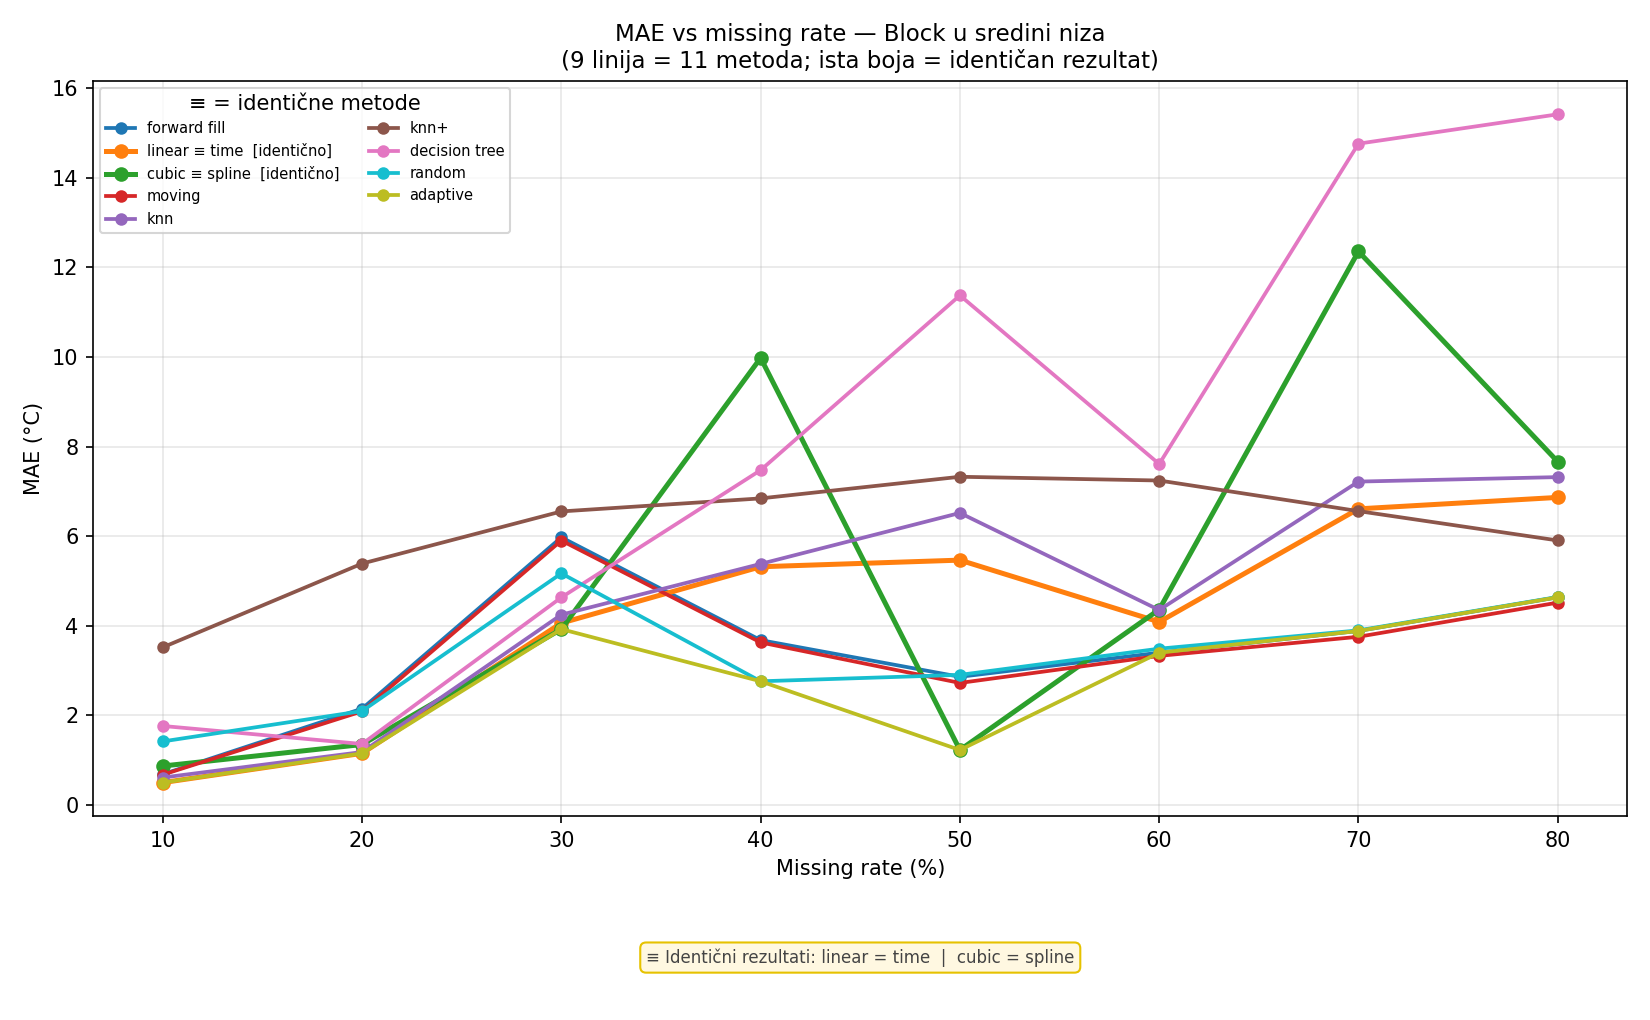 MAE vs missing rate — Block u sredini niza
(9 linija = 11 metoda; ista boja = identičan rezultat)
≡ = identične metode
forward fill
linear ≡ time  [identično]
cubic ≡ spline  [identično]
moving
knn
knn+
decision tree
random
adaptive
MAE (°C)
16
14
12
10
8
6
4
2
0
10 20 30 40 50 60 70 80
Missing rate (%)
≡ Identični rezultati: linear = time  |  cubic = spline